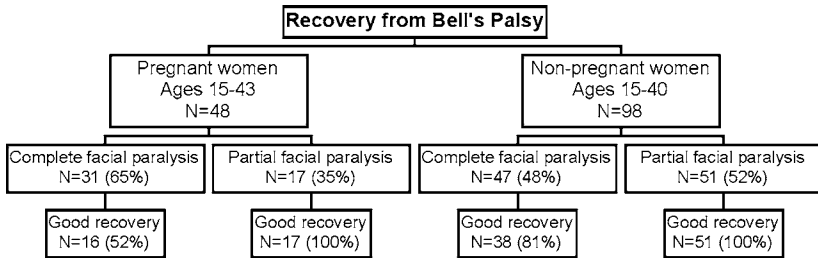 Recovery from Bell's Palsy
Pregnant women
Ages 15-43
N=48
Non-pregnant women
Ages 15-40
N=98
Complete facial paralysis
N=31 (65%)
Partial facial paralysis
N=17 (35%)
Complete facial paralysis
N=47 (48%)
Partial facial paralysis
N=51 (52%)
Good recovery
N=16 (52%)
Good recovery
N=17 (100%)
Good recovery
N=38 (81%)
Good recovery
N=51 (100%)